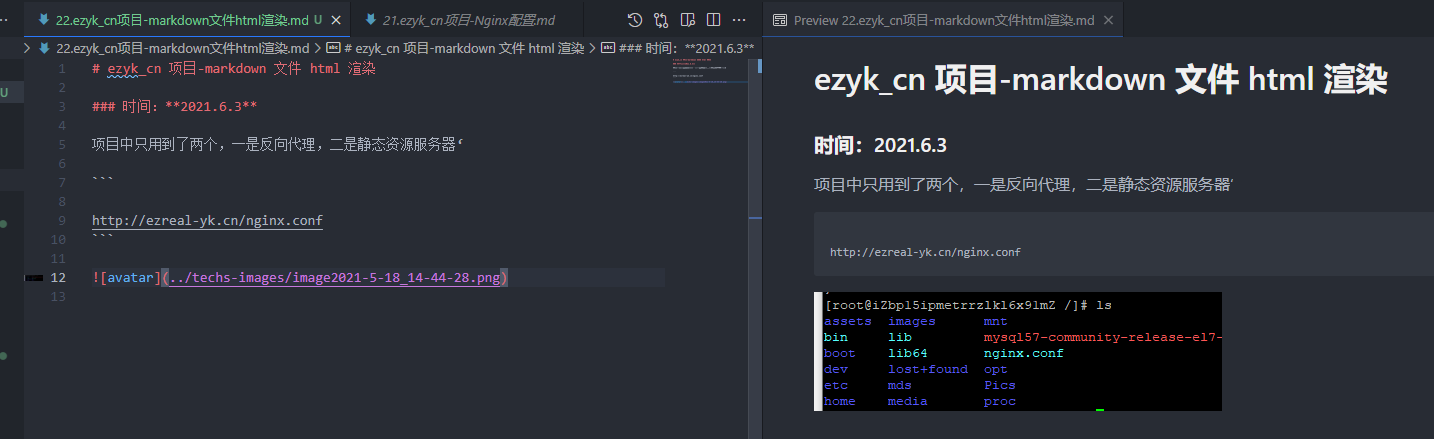 22.ezyk_cn项目-markdown文件html渲染.md U
21.ezyk_cn项目-Nginx配置.md
Preview 22.ezyk_cn项目-markdown文件html渲染.md
22.ezyk_cn项目-markdown文件html渲染.md > # ezyk_cn 项目-markdown 文件 html 渲染 > ### 时间：**2021.6.3**
U
1 # ezyk_cn 项目-markdown 文件 html 渲染
2
3 ### 时间：**2021.6.3**
4
5 项目中只用到了两个，一是反向代理，二是静态资源服务器‘
6
7 ```
8
9 http://ezreal-yk.cn/nginx.conf
10 ```
11
12 ![avatar](../techs-images/image2021-5-18_14-44-28.png)
13
ezyk_cn 项目-markdown 文件 html 渲染
时间：2021.6.3
项目中只用到了两个，一是反向代理，二是静态资源服务器‘
http://ezreal-yk.cn/nginx.conf
[root@iZbp15ipmetrrzlkl6x9lmZ /]# ls
assets images mnt
bin lib mysql57-community-release-el7-
boot lib64 nginx.conf
dev lost+found opt
etc mds Pics
home media proc